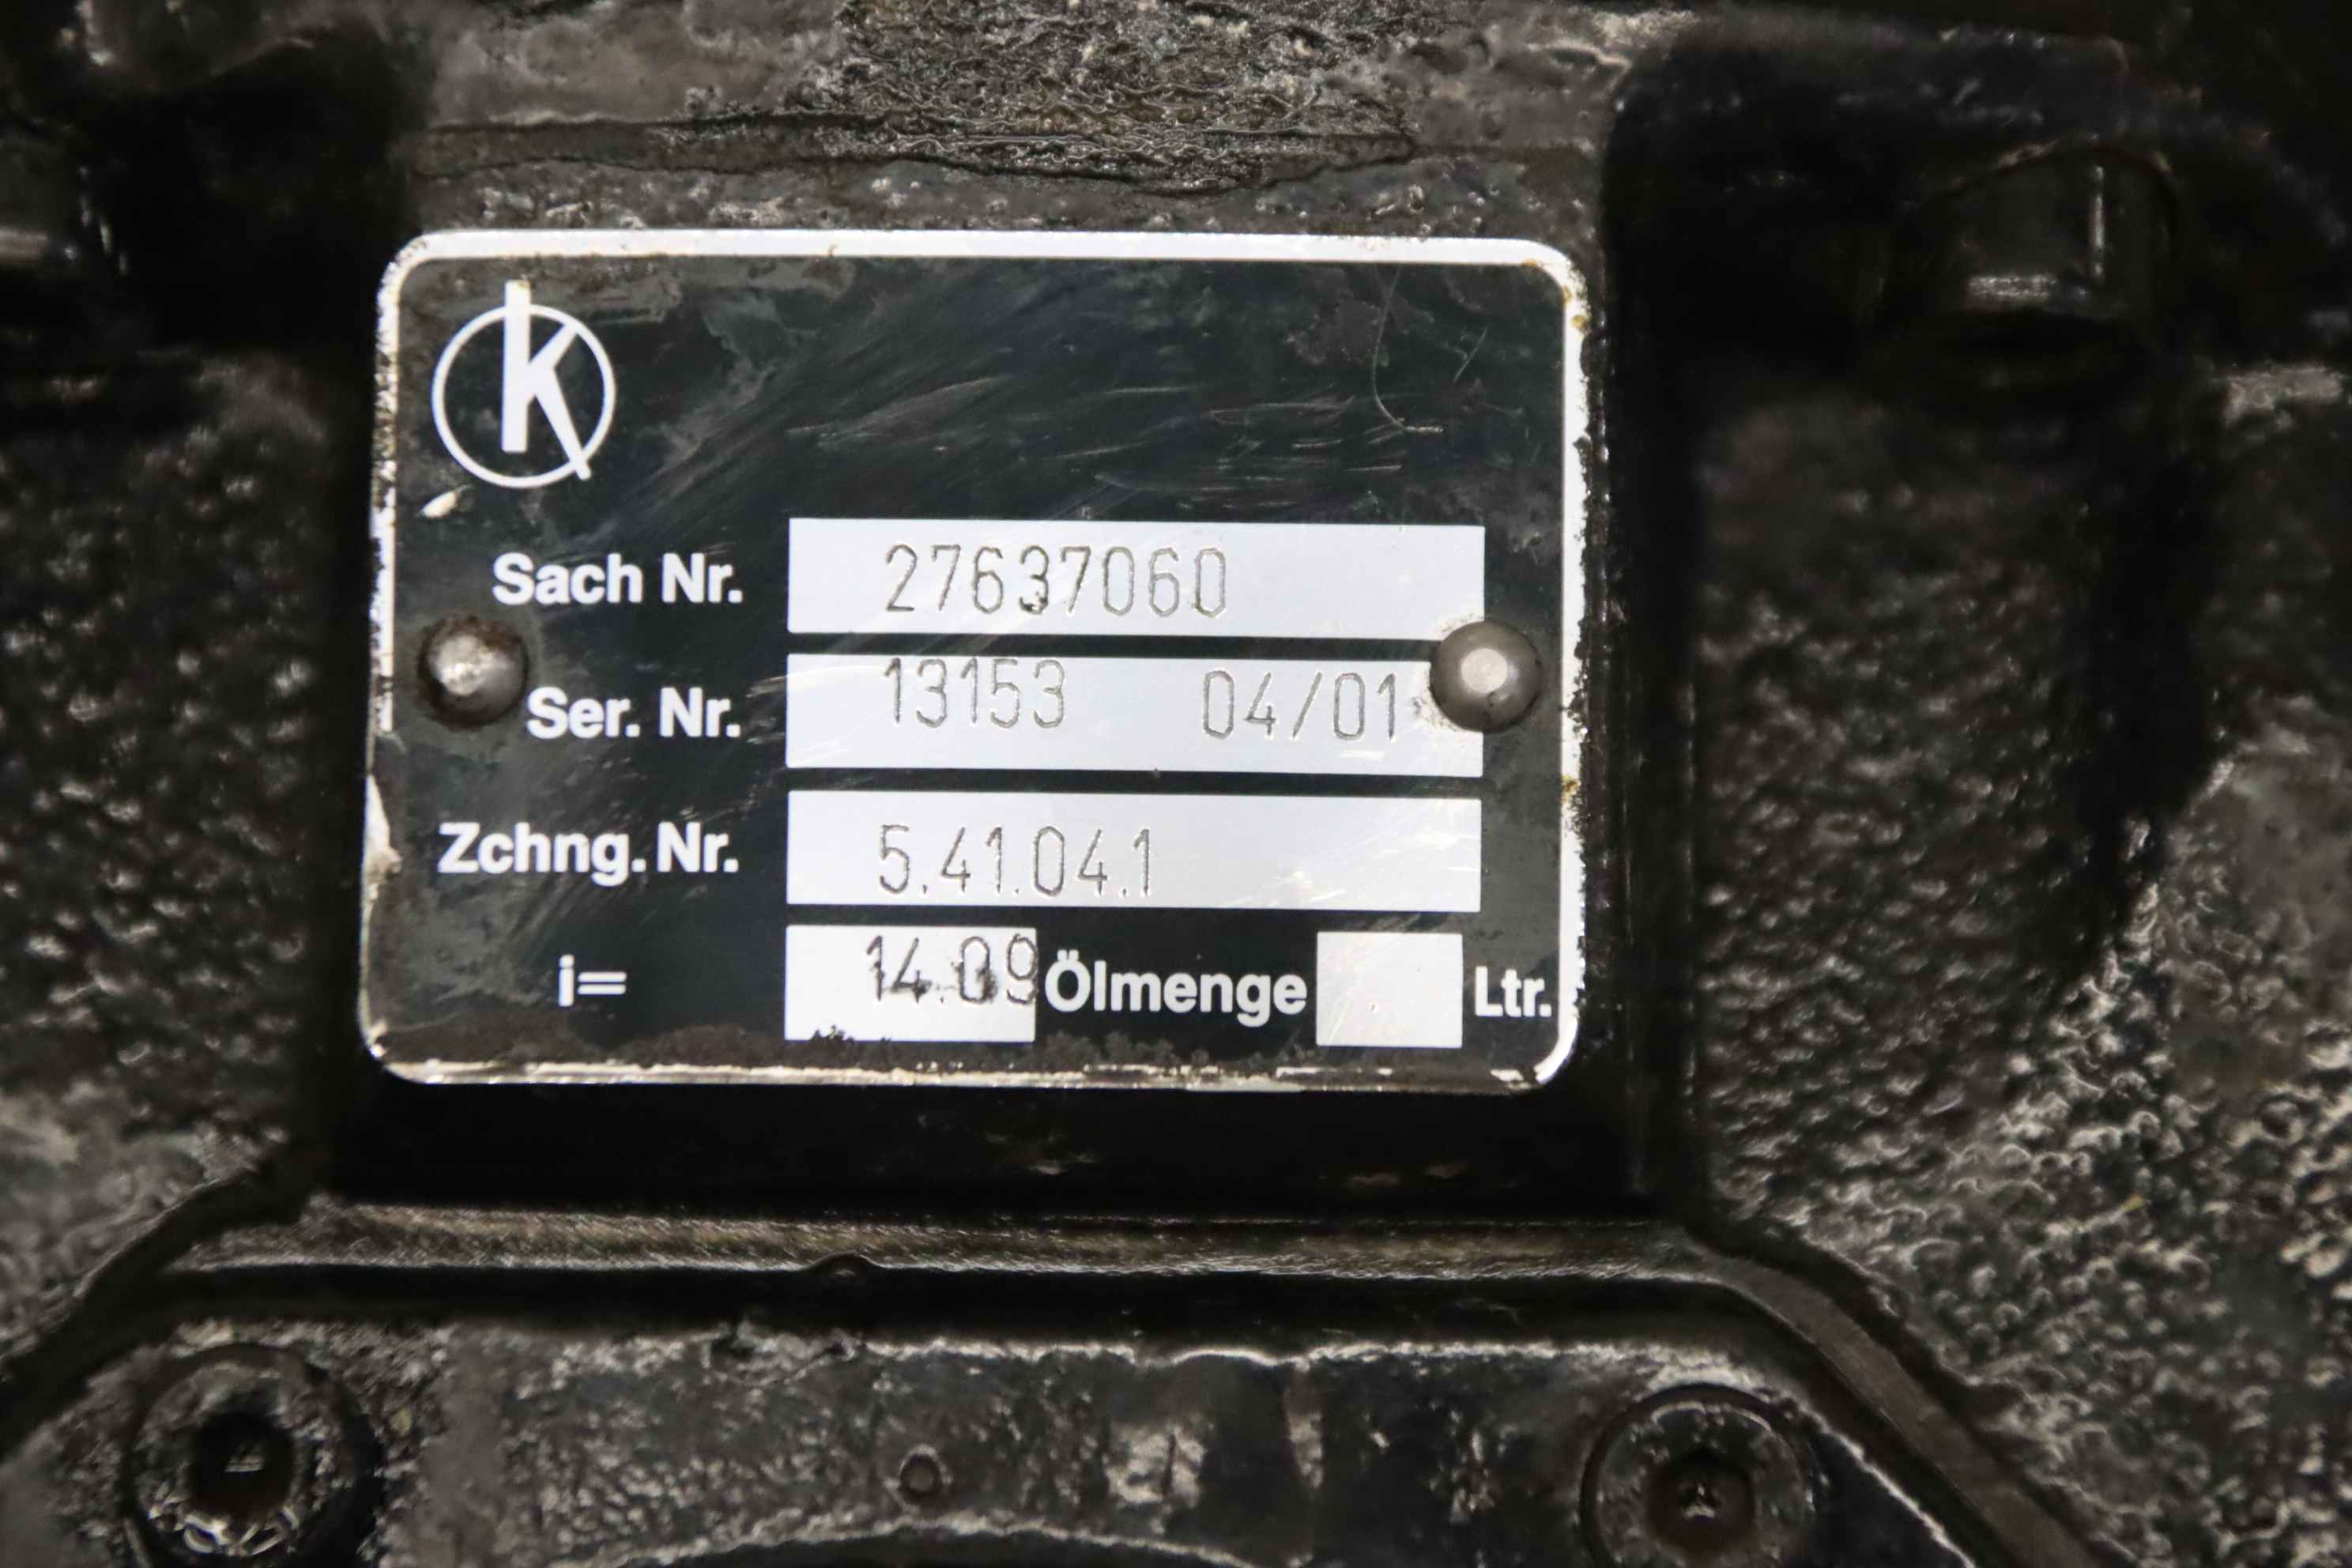 K
Sach Nr. 27637060
Ser. Nr. 13153 04/01
Zchng. Nr. 5.41.04.1
i= 14.09 Ölmenge . Ltr.